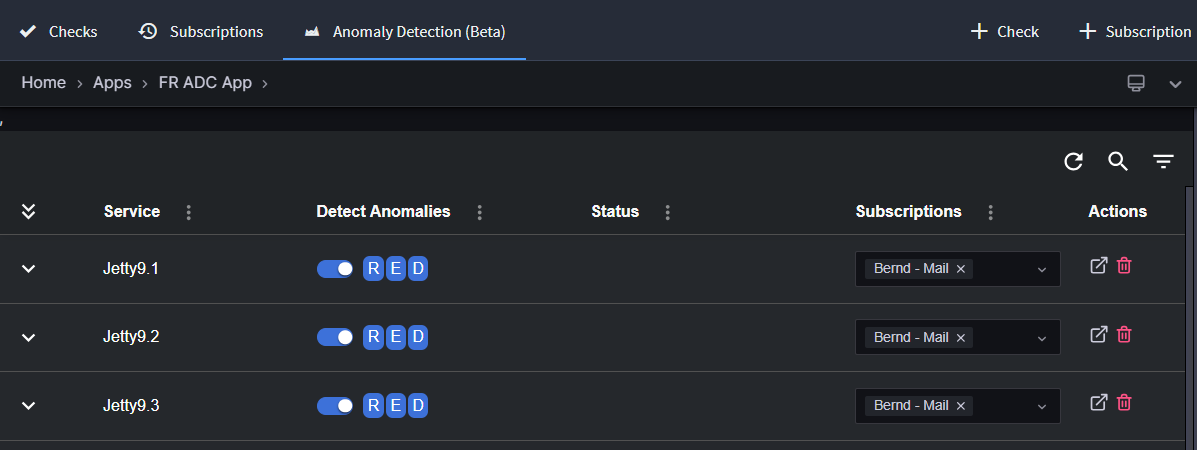 Checks Subscriptions Anomaly Detection (Beta) + Check + Subscription
Home > Apps > FR ADC App >
Service Detect Anomalies Status Subscriptions Actions
Jetty9.1 R E D Bernd - Mail ×
Jetty9.2 R E D Bernd - Mail ×
Jetty9.3 R E D Bernd - Mail ×